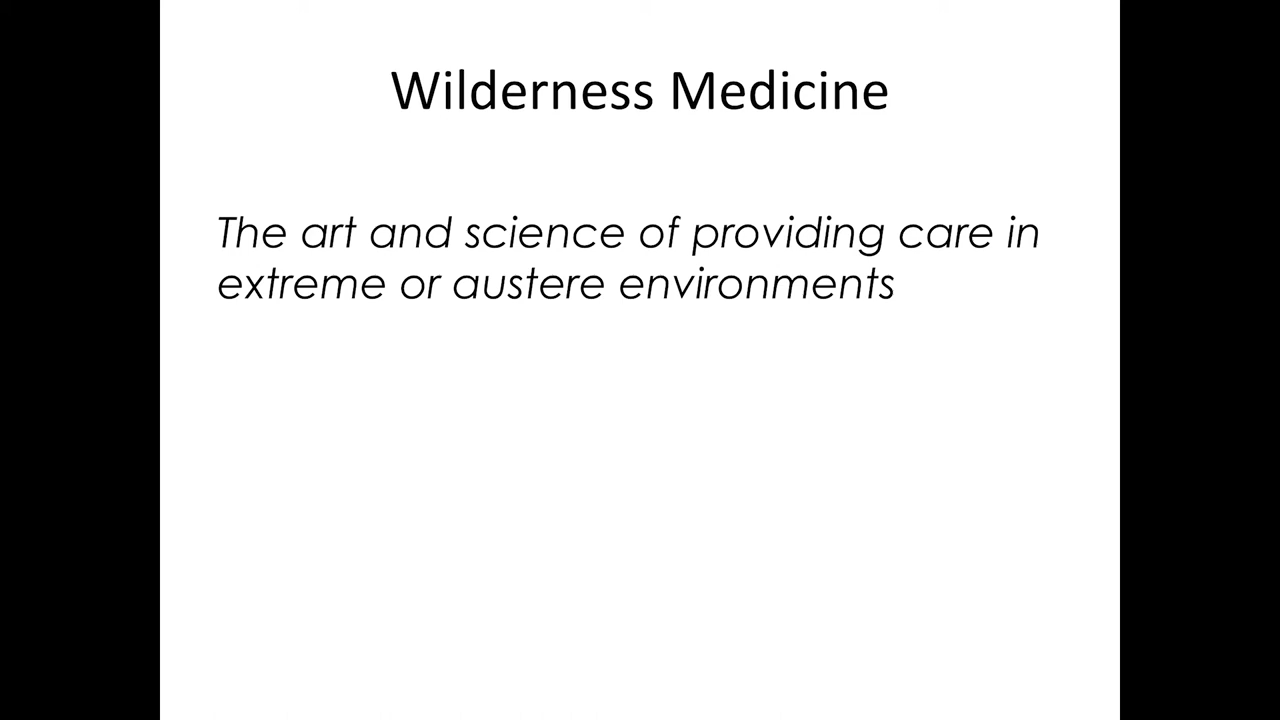 Wilderness Medicine
The art and science of providing care in
extreme or austere environments